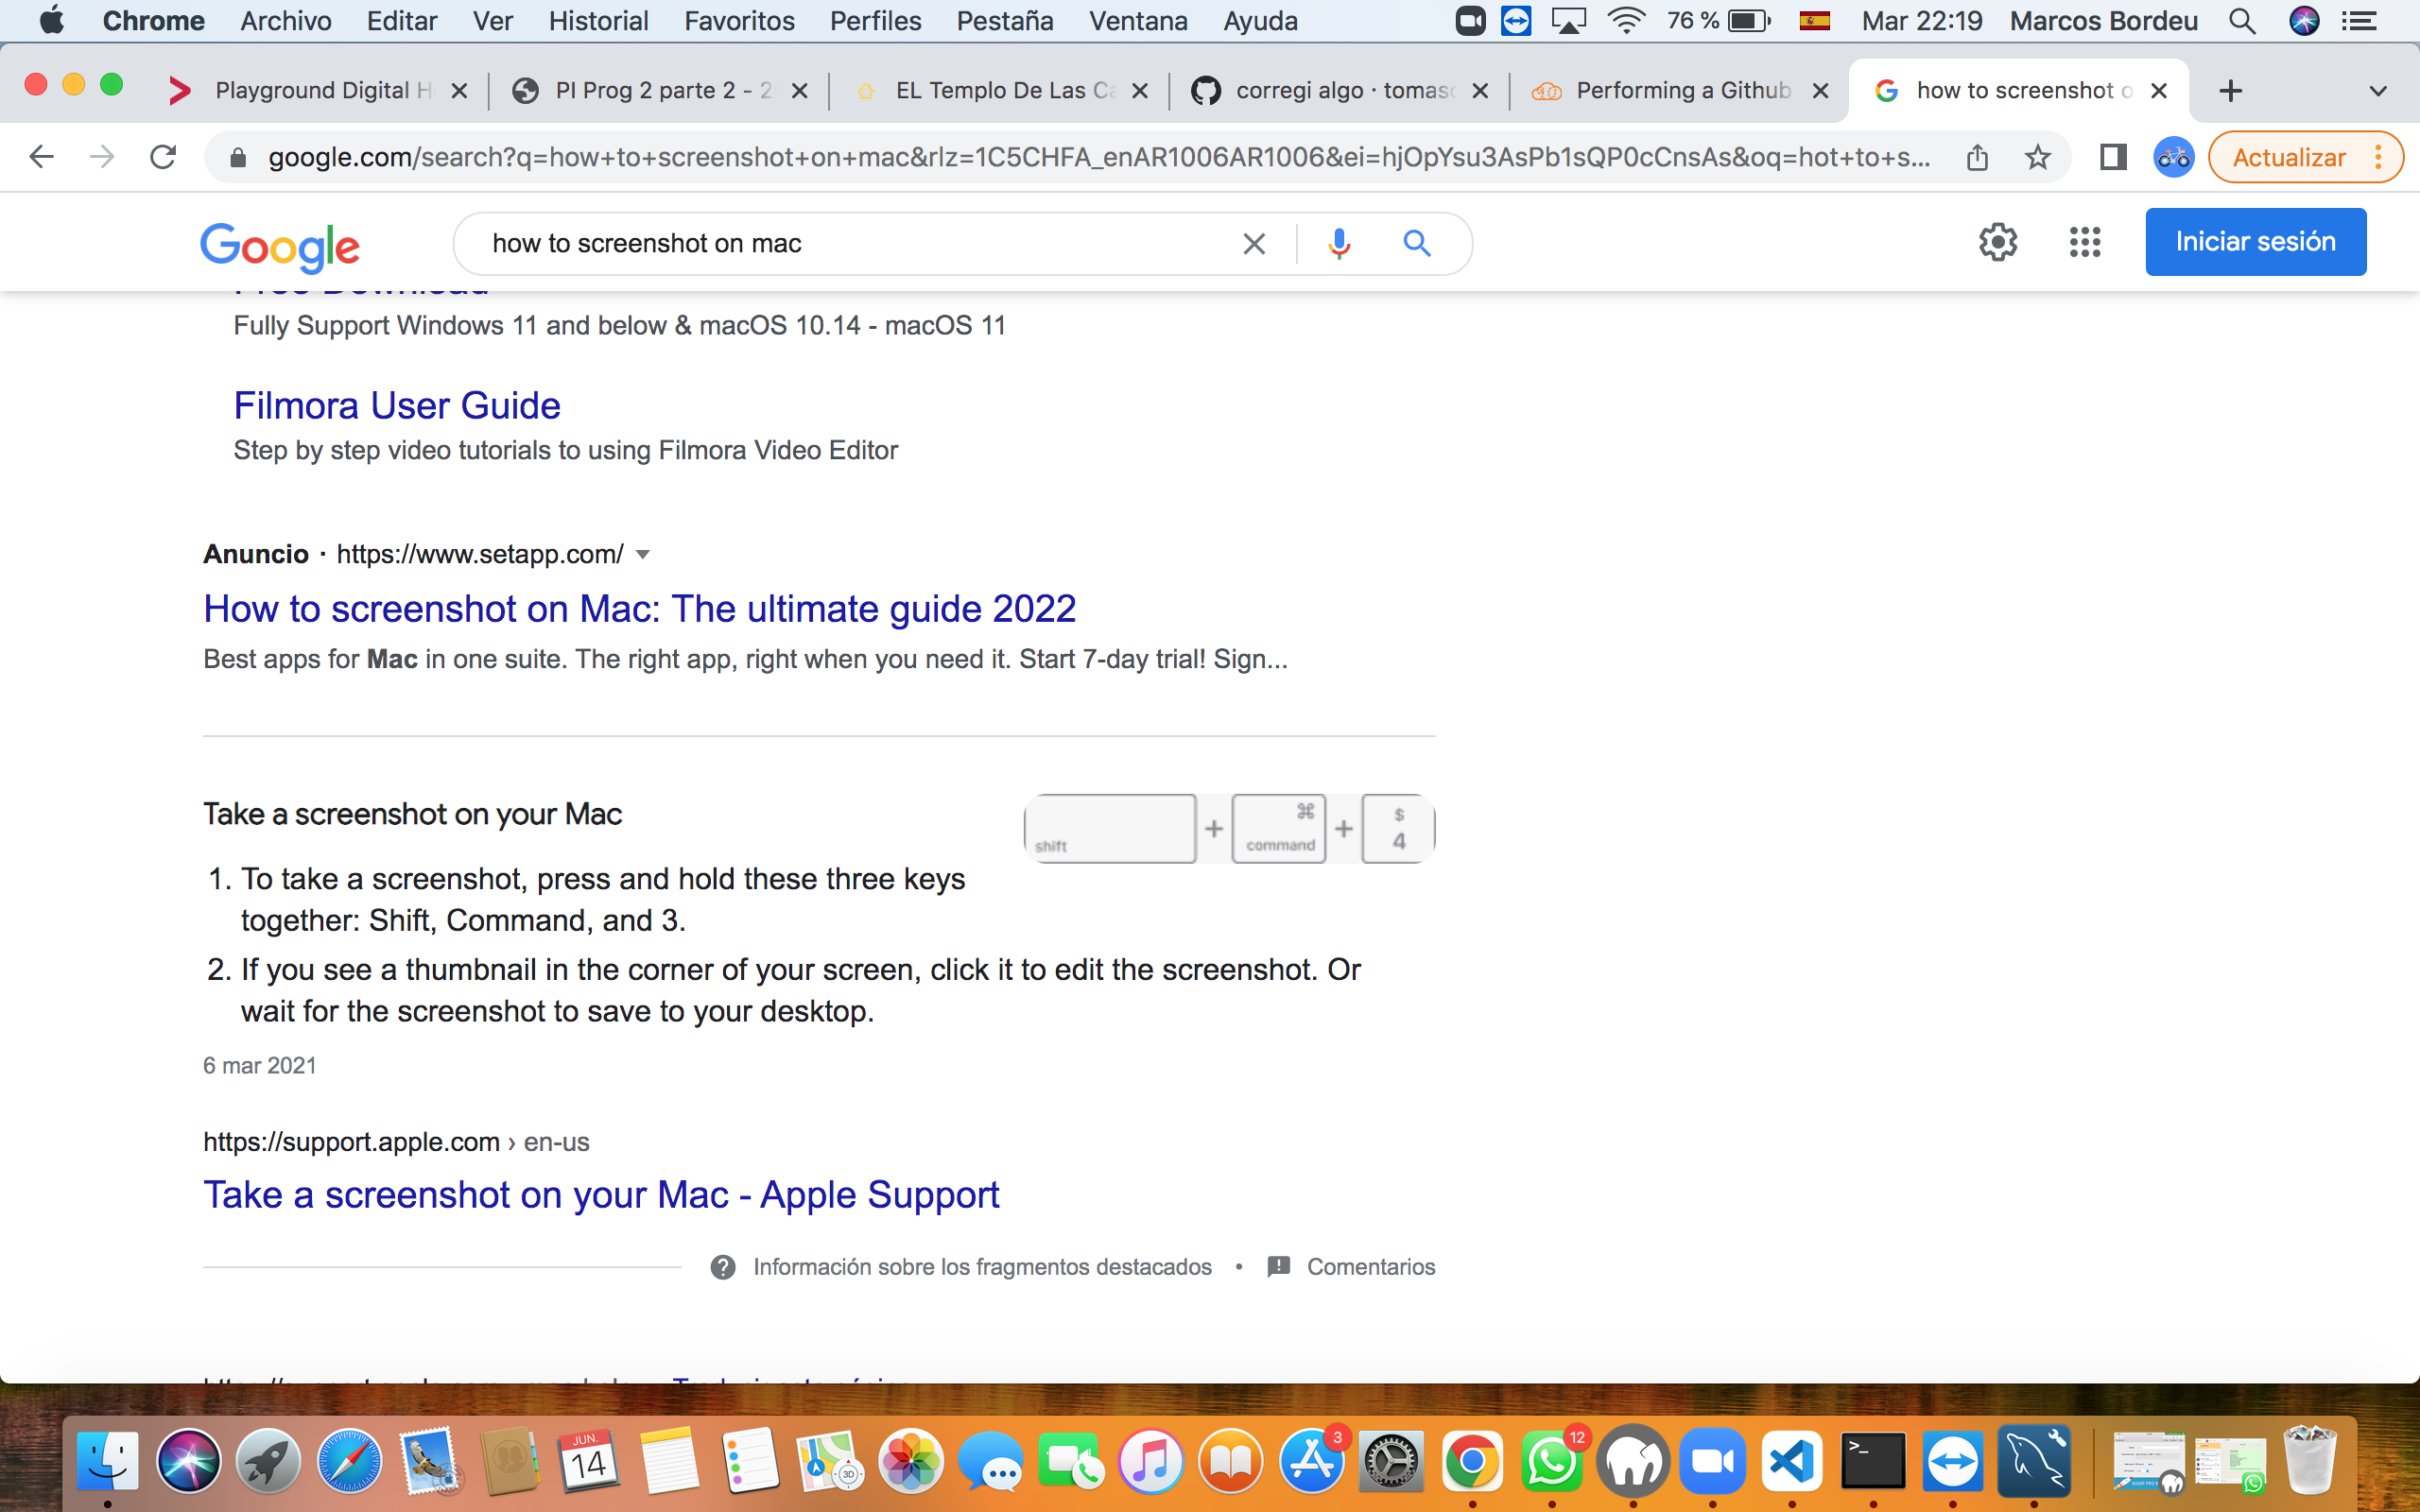 Chrome Archivo Editar Ver Historial Favoritos Perfiles Pestaña Ventana Ayuda 76 % Mar 22:19 Marcos Bordeu
Playground Digital H PI Prog 2 parte 2 - 2 EL Templo De Las Ca corregi algo · tomas Performing a Github how to screenshot o
google.com/search?q=how+to+screenshot+on+mac&rlz=1C5CHFA_enAR1006AR1006&ei=hjOpYsu3AsPb1sQP0cCnsAs&oq=hot+to+s... Actualizar
Google how to screenshot on mac Iniciar sesión
Free Download
Fully Support Windows 11 and below & macOS 10.14 - macOS 11
Filmora User Guide
Step by step video tutorials to using Filmora Video Editor
Anuncio · https://www.setapp.com/
How to screenshot on Mac: The ultimate guide 2022
Best apps for Mac in one suite. The right app, right when you need it. Start 7-day trial! Sign...
Take a screenshot on your Mac
shift + ⌘ command + $ 4
1. To take a screenshot, press and hold these three keys
together: Shift, Command, and 3.
2. If you see a thumbnail in the corner of your screen, click it to edit the screenshot. Or
wait for the screenshot to save to your desktop.
6 mar 2021
https://support.apple.com › en-us
Take a screenshot on your Mac - Apple Support
Información sobre los fragmentos destacados • Comentarios
JUN.
14
3D
3
12
>_